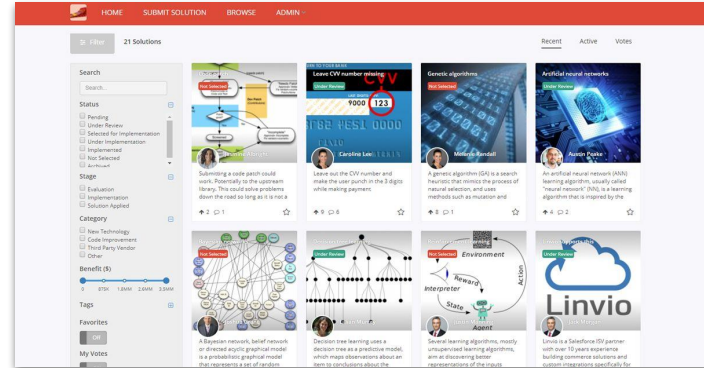 HOME SUBMIT SOLUTION BROWSE ADMIN
Filter 21 Solutions Recent Active Votes
Search
Search...
Status
Pending
Under Review
Selected for Implementation
Under Implementation
Implemented
Not Selected
Archived
Stage
Evaluation
Implementation
Solution Applied
Category
New Technology
Code Improvement
Third Party Vendor
Other
Benefit ($)
0 875K 1.8MM 2.6MM 3.5MM
Tags
Favorites
Off
My Votes
Not Selected
Submitting a code patch could
work. Potentially to the upstream
library. This could solve problems
down the road so long as it is not a
2 1
Leave out CVV number missing
Under Review
CVV
9000 123
Caroline Lee
Leave out the CVV number and
make the user punch in the 3 digits
while making payment
9 6
Genetic algorithms
Not Selected
Melanie Randall
A genetic algorithm (GA) is a search
heuristic that mimics the process of
natural selection, and uses
methods such as mutation and
8 1
Artificial neural networks
Under Review
Austin Peake
An artificial neural network (ANN)
learning algorithm, usually called
"neural network" (NN), is a learning
algorithm that is inspired by the
4 2
Not Selected
A Bayesian network, belief network
or directed acyclic graphical model
is a probabilistic graphical model
that represents a set of random
Under Review
Decision tree learning uses a
decision tree as a predictive model,
which maps observations about an
item to conclusions about the
Not Selected
Environment
Reward
Interpreter
Action
State
Agent
Several learning algorithms, mostly
unsupervised learning algorithms,
aim at discovering better
representations of the inputs
Under Review
Linvio
Linvio is a Salesforce ISV partner
with over 10 years experience
building commerce solutions and
custom integrations specifically for